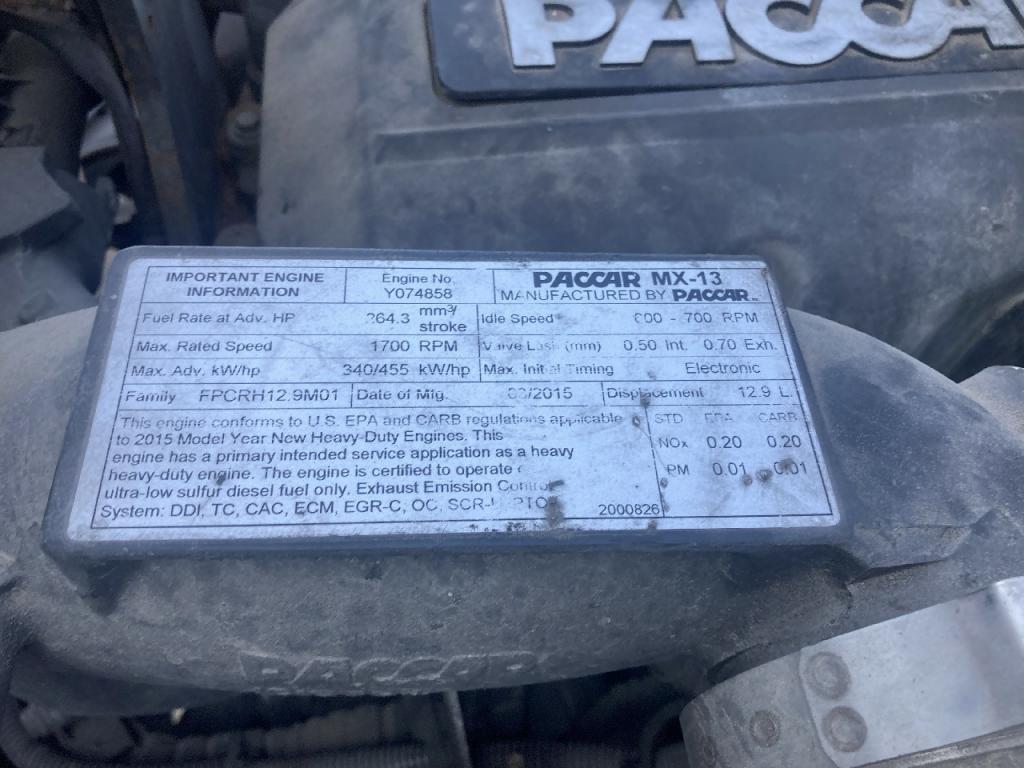 PACCAR
IMPORTANT ENGINE INFORMATION
Engine No.
Y074858
PACCAR MX-13
MANUFACTURED BY PACCAR
Fuel Rate at Adv. HP 264.3 mm³/stroke
Idle Speed 600 - 700 RPM
Max. Rated Speed 1700 RPM
Valve Lash (mm) 0.50 Int. 0.70 Exh.
Max. Adv. kW/hp 340/455 kW/hp
Max. Initial Timing Electronic
Family FPCRH12.9M01
Date of Mfg. /2015
Displacement 12.9 L.
This engine conforms to U.S. EPA and CARB regulations applicable
to 2015 Model Year New Heavy-Duty Engines. This
engine has a primary intended service application as a heavy
heavy-duty engine. The engine is certified to operate
ultra-low sulfur diesel fuel only. Exhaust Emission Control
System: DDI, TC, CAC, ECM, EGR-C, OC, SCR-
2000826
STD EPA CARB
NOx 0.20 0.20
PM 0.01 0.01
PACCAR